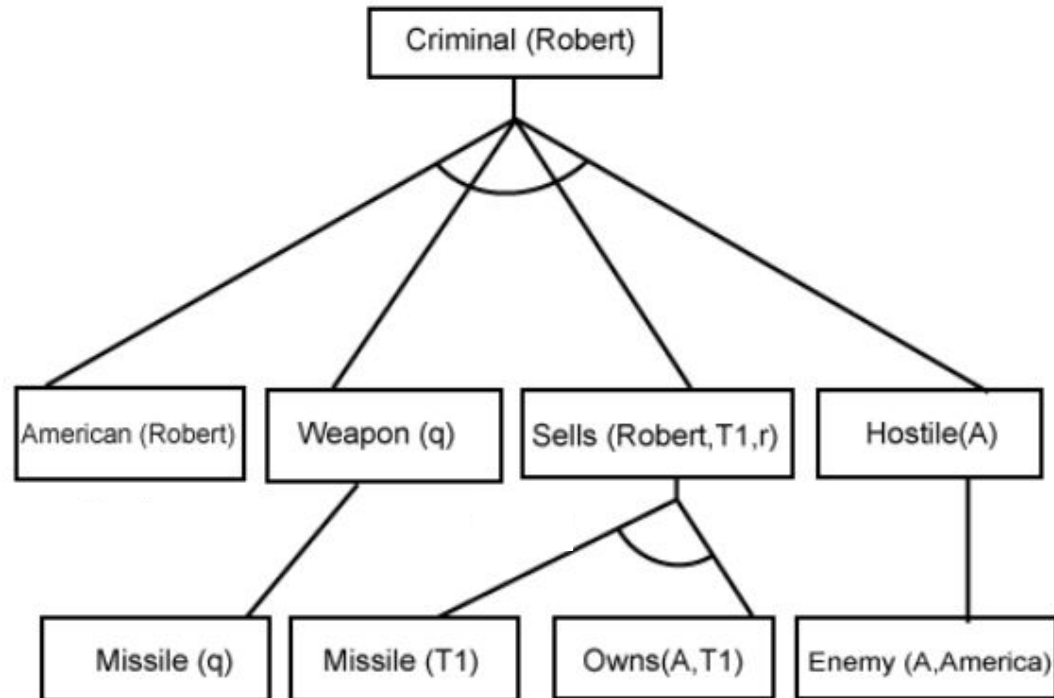 Criminal (Robert)
American (Robert)
Weapon (q)
Sells (Robert,T1,r)
Hostile(A)
Missile (q)
Missile (T1)
Owns(A,T1)
Enemy (A,America)